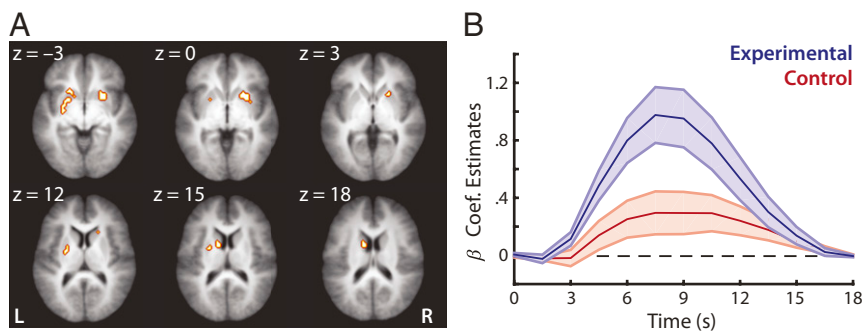 A
z = –3
z = 0
z = 3
z = 12
z = 15
z = 18
L
R
B
Experimental
Control
β Coef. Estimates
1.2
.8
.4
0
0
3
6
9
12
15
18
Time (s)